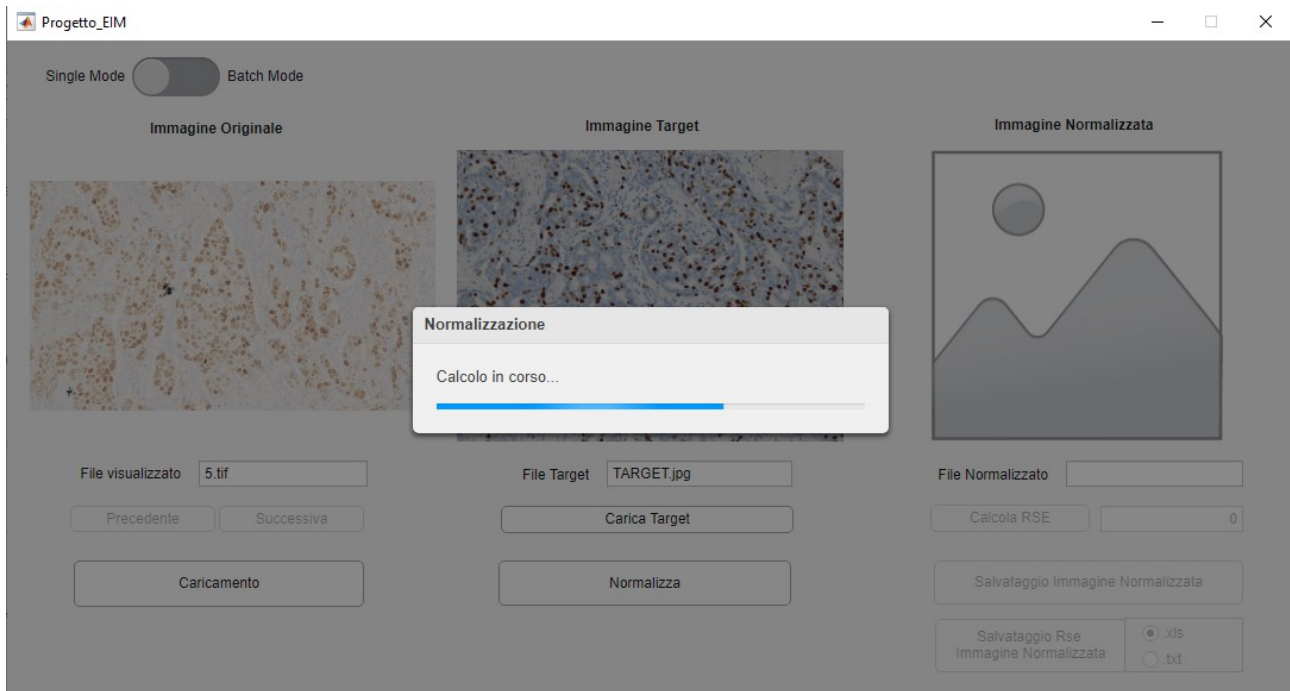 Progetto_EIM
Single Mode
Batch Mode
Immagine Originale
Immagine Target
Immagine Normalizzata
Normalizzazione
Calcolo in corso...
File visualizzato
5.tif
File Target
TARGET.jpg
File Normalizzato
Precedente
Successiva
Carica Target
Calcola RSE
0
Caricamento
Normalizza
Salvataggio Immagine Normalizzata
Salvataggio Rse
Immagine Normalizzata
.xls
.txt